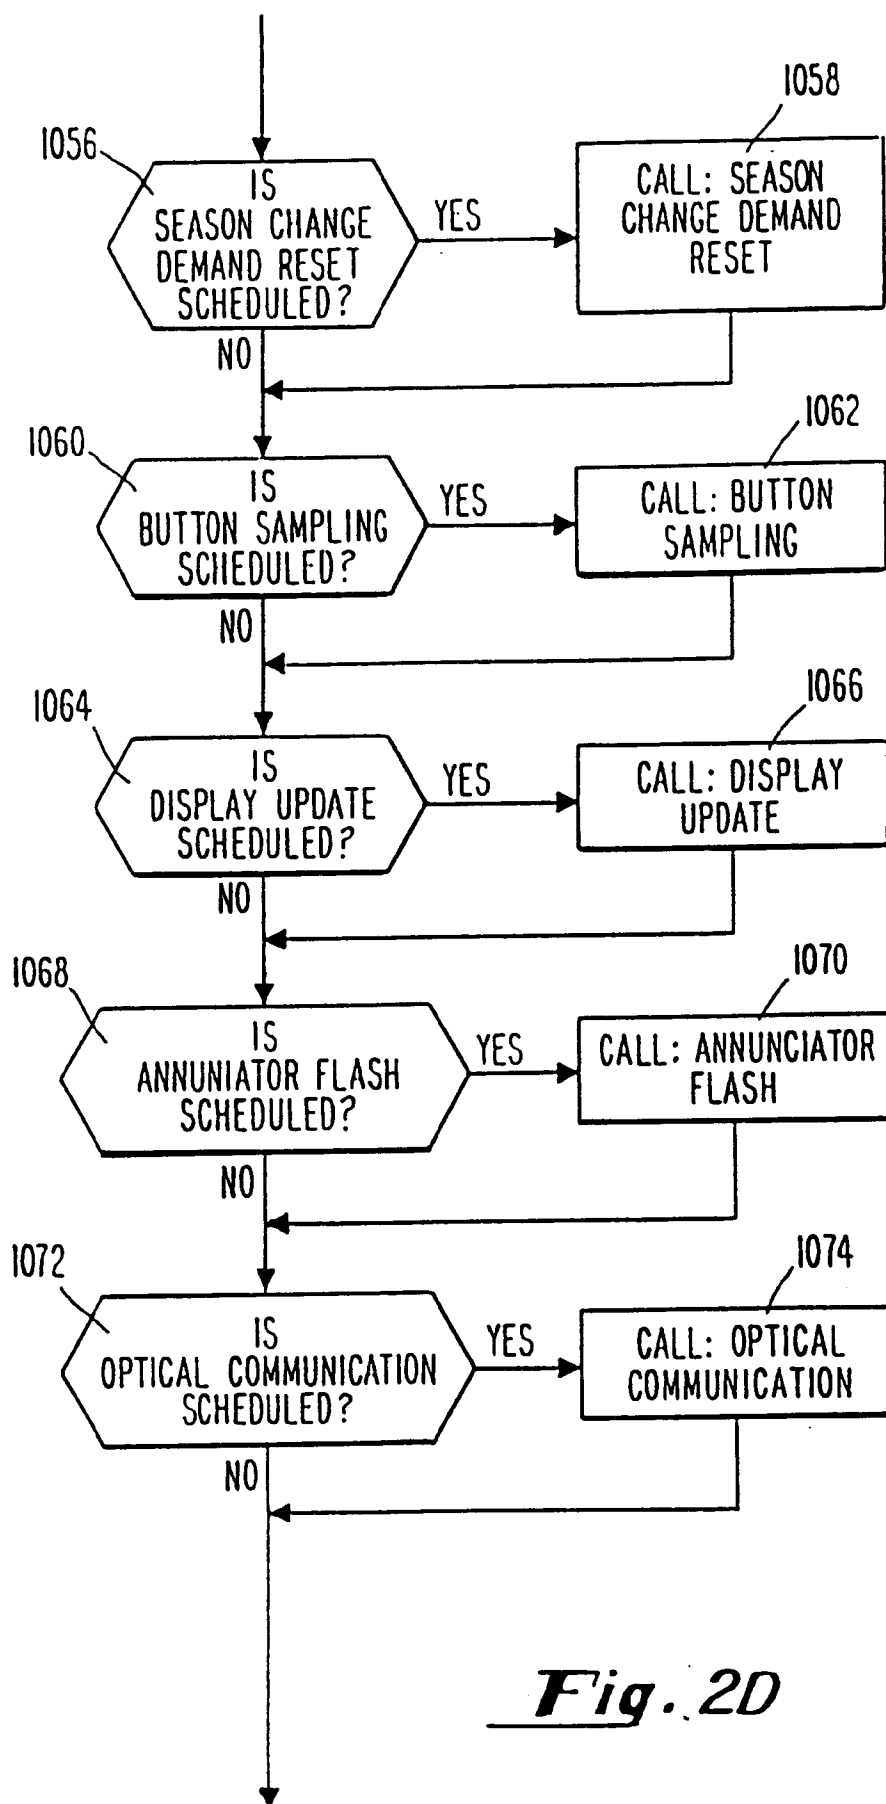 1056
IS
SEASON CHANGE
DEMAND RESET
SCHEDULED?
YES
NO
1058
CALL: SEASON
CHANGE DEMAND
RESET
1060
IS
BUTTON SAMPLING
SCHEDULED?
YES
NO
1062
CALL: BUTTON
SAMPLING
1064
IS
DISPLAY UPDATE
SCHEDULED?
YES
NO
1066
CALL: DISPLAY
UPDATE
1068
IS
ANNUNIATOR FLASH
SCHEDULED?
YES
NO
1070
CALL: ANNUNCIATOR
FLASH
1072
IS
OPTICAL COMMUNICATION
SCHEDULED?
YES
NO
1074
CALL: OPTICAL
COMMUNICATION
Fig. 2D